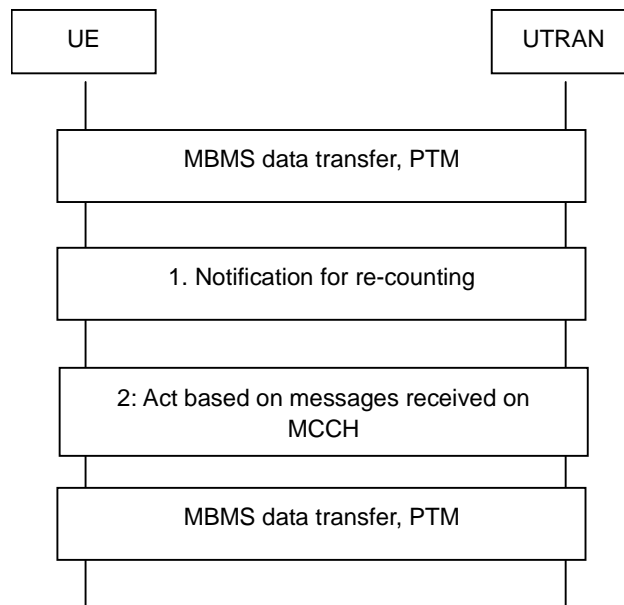 UE
UTRAN
MBMS data transfer, PTM
1. Notification for re-counting
2: Act based on messages received on
MCCH
MBMS data transfer, PTM